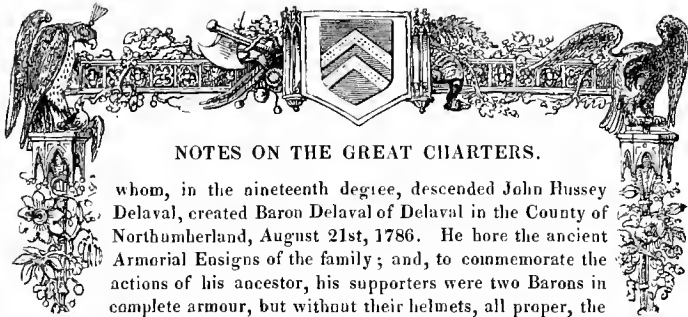 NOTES ON THE GREAT CHARTERS.
whom, in the nineteenth degree, descended John Hussey
Delaval, created Baron Delaval of Delaval in the County of
Northumberland, August 21st, 1786. He bore the ancient
Armorial Ensigns of the family; and, to commemorate the
actions of his ancestor, his supporters were two Barons in
complete armour, but without their helmets, all proper, the